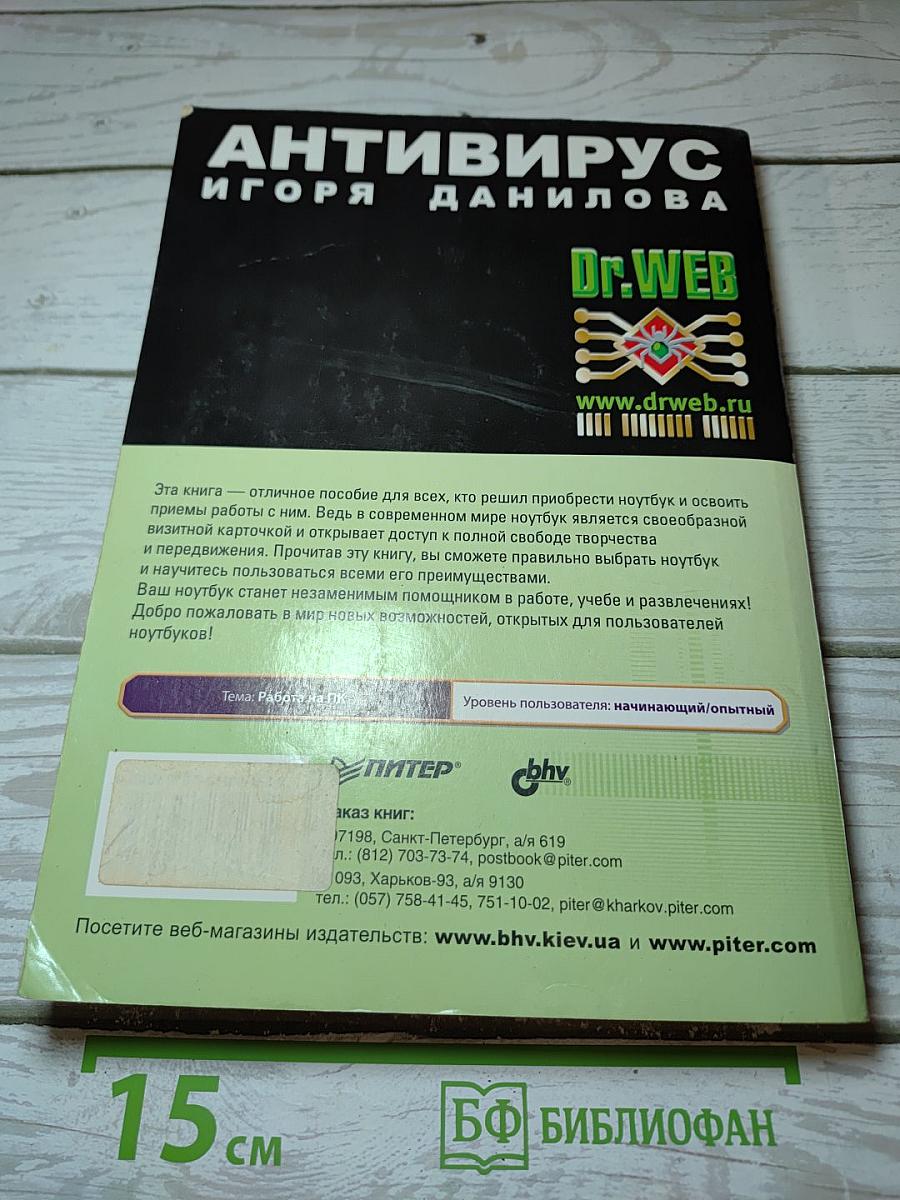 АНТИВИРУС
ИГОРЯ ДАНИЛОВА
Dr.WEB
www.drweb.ru
Эта книга — отличное пособие для всех, кто решил приобрести ноутбук и освоить
приемы работы с ним. Ведь в современном мире ноутбук является своеобразной
визитной карточкой и открывает доступ к полной свободе творчества
и передвижения. Прочитав эту книгу, вы сможете правильно выбрать ноутбук
и научитесь пользоваться всеми его преимуществами.
Ваш ноутбук станет незаменимым помощником в работе, учебе и развлечениях!
Добро пожаловать в мир новых возможностей, открытых для пользователей
ноутбуков!
Тема: Работа на ПК
Уровень пользователя: начинающий/опытный
ПИТЕР®
bhv®
аказ книг:
97198, Санкт-Петербург, а/я 619
л.: (812) 703-73-74, postbook@piter.com
093, Харьков-93, а/я 9130
тел.: (057) 758-41-45, 751-10-02, piter@kharkov.piter.com
Посетите веб-магазины издательств: www.bhv.kiev.ua и www.piter.com
15 см
БФ БИБЛИОФАН